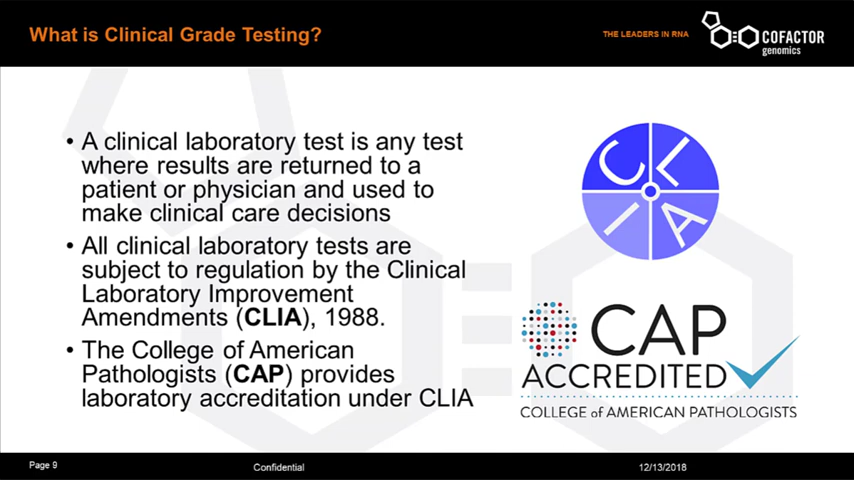 What is Clinical Grade Testing?
THE LEADERS IN RNA
COFACTOR
genomics
• A clinical laboratory test is any test
where results are returned to a
patient or physician and used to
make clinical care decisions
• All clinical laboratory tests are
subject to regulation by the Clinical
Laboratory Improvement
Amendments (CLIA), 1988.
• The College of American
Pathologists (CAP) provides
laboratory accreditation under CLIA
CLIA
CAP
ACCREDITED
COLLEGE of AMERICAN PATHOLOGISTS
Page 9
Confidential
12/13/2018